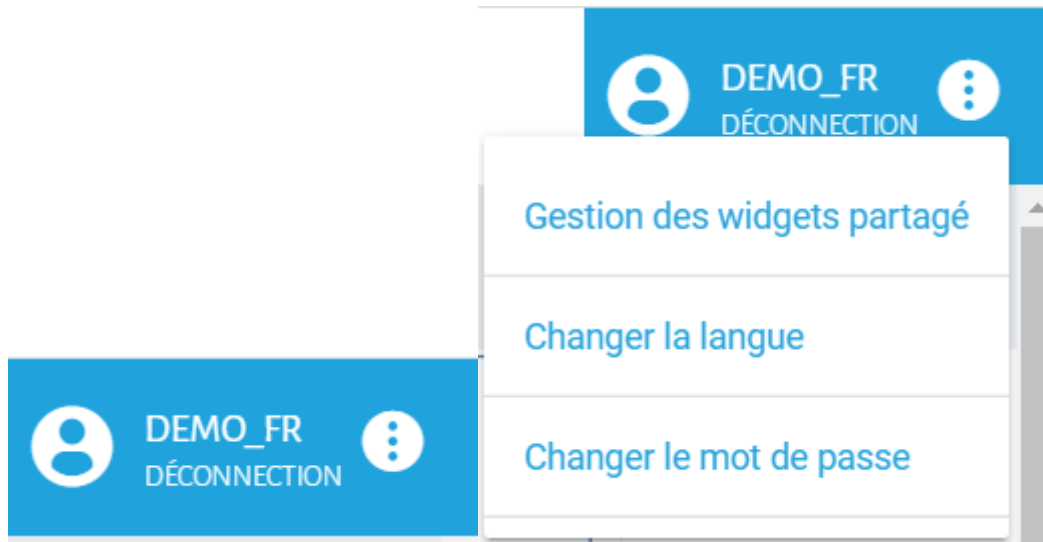 DEMO_FR
DÉCONNECTION
Gestion des widgets partagé
Changer la langue
Changer le mot de passe
DEMO_FR
DÉCONNECTION